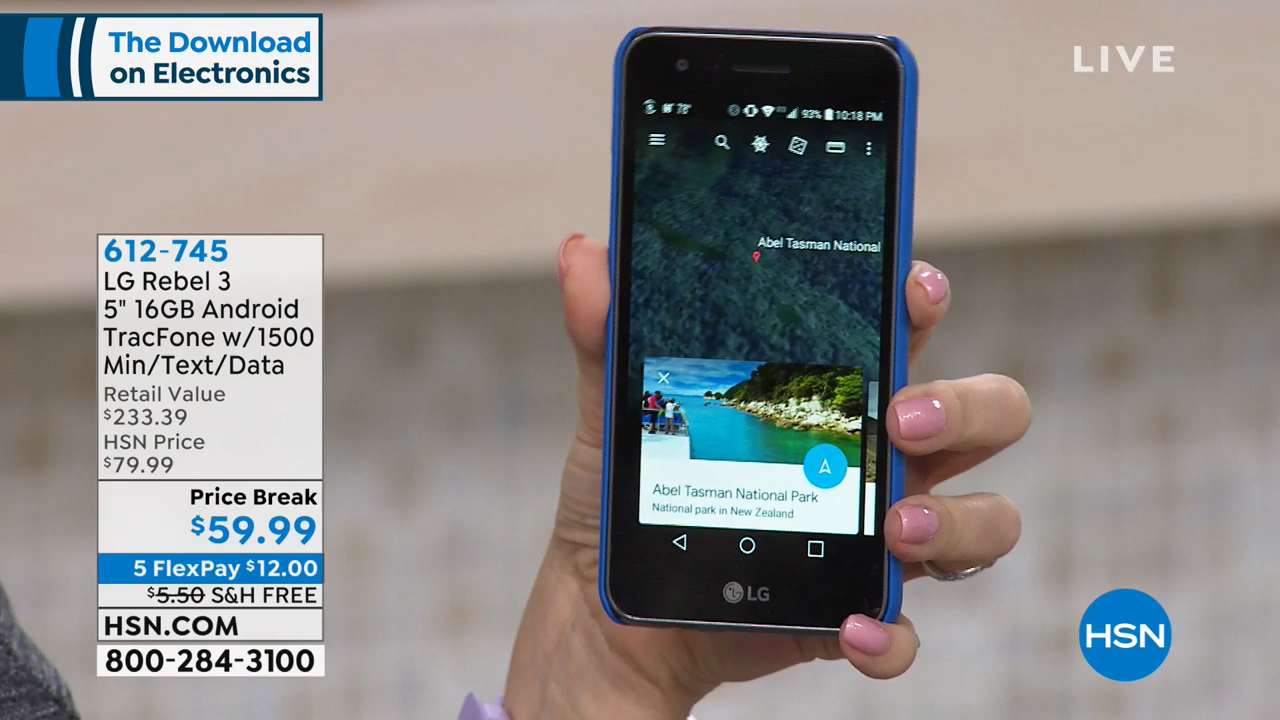 The Download
on Electronics
LIVE
612-745
LG Rebel 3
5" 16GB Android
TracFone w/1500
Min/Text/Data
Retail Value
$233.39
HSN Price
$79.99
Price Break
$59.99
5 FlexPay $12.00
$5.50 S&H FREE
HSN.COM
800-284-3100
78°
93% 10:18 PM
Abel Tasman National
Abel Tasman National Park
National park in New Zealand
LG
HSN